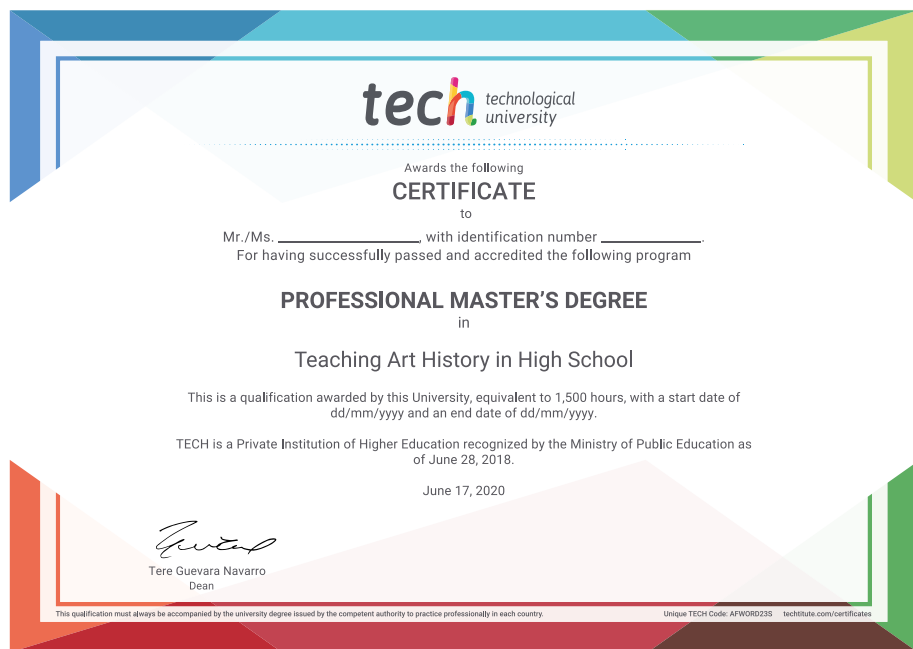 tech technological
university
Awards the following
CERTIFICATE
to
Mr./Ms. ____________________, with identification number ______________.
For having successfully passed and accredited the following program
PROFESSIONAL MASTER'S DEGREE
in
Teaching Art History in High School
This is a qualification awarded by this University, equivalent to 1,500 hours, with a start date of
dd/mm/yyyy and an end date of dd/mm/yyyy.
TECH is a Private Institution of Higher Education recognized by the Ministry of Public Education as
of June 28, 2018.
June 17, 2020
Tere Guevara Navarro
Dean
This qualification must always be accompanied by the university degree issued by the competent authority to practice professionally in each country. Unique TECH Code: AFWORD23S techtitute.com/certificates